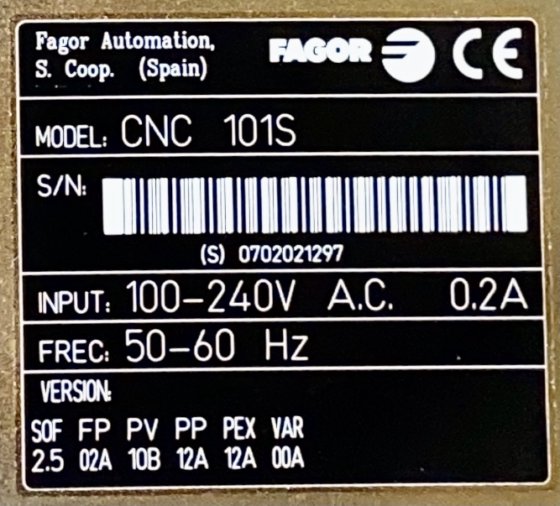 Fagor Automation,
S. Coop. (Spain)
FAGOR CE
MODEL: CNC 101S
S/N:
(S) 0702021297
INPUT: 100-240V A.C. 0.2A
FREC: 50-60 Hz
VERSION:
SOF FP PV PP PEX VAR
2.5 02A 10B 12A 12A 00A